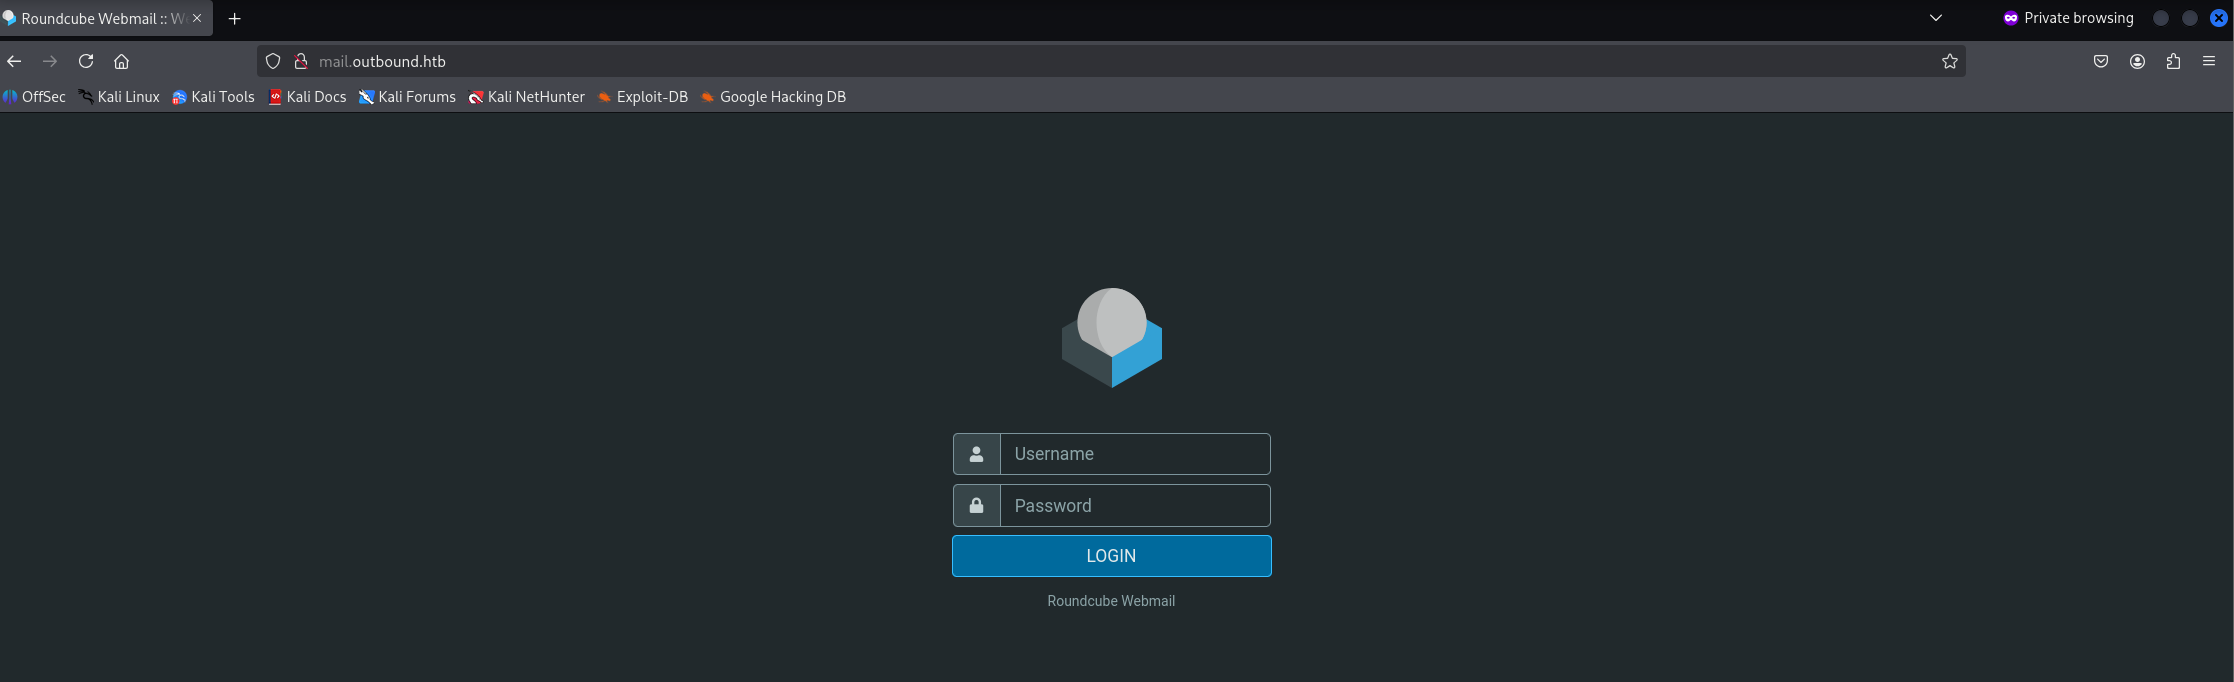 Roundcube Webmail :: W
Private browsing
mail.outbound.htb
OffSec Kali Linux Kali Tools Kali Docs Kali Forums Kali NetHunter Exploit-DB Google Hacking DB
Username
Password
LOGIN
Roundcube Webmail